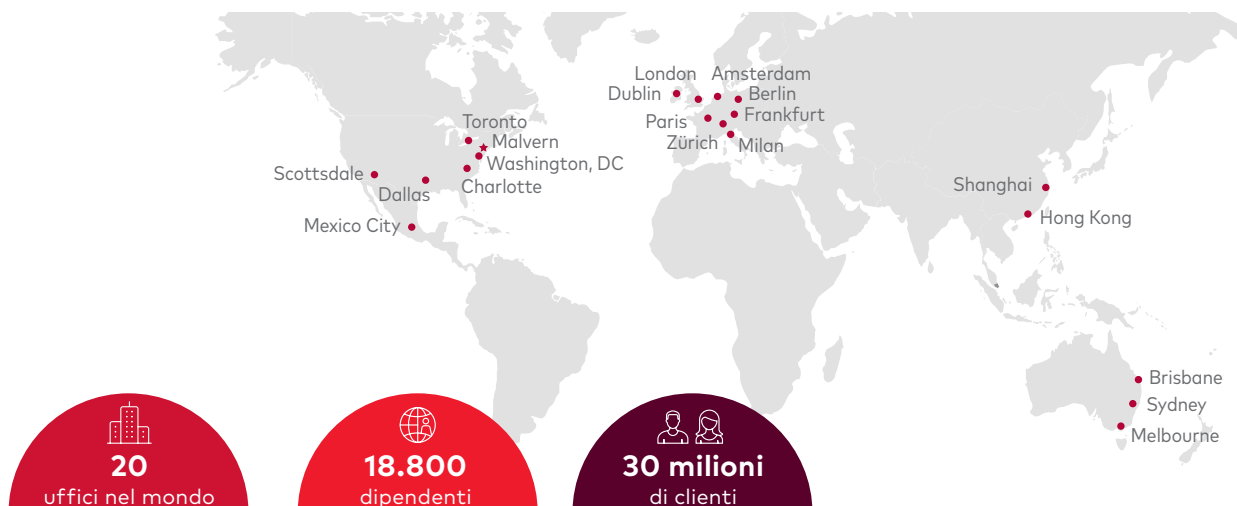 London
Amsterdam
Dublin
Berlin
Paris
Frankfurt
Zürich
Milan
Toronto
Malvern
Washington, DC
Scottsdale
Dallas
Charlotte
Mexico City
Shanghai
Hong Kong
Brisbane
Sydney
Melbourne
20
uffici nel mondo
18.800
dipendenti
30 milioni
di clienti